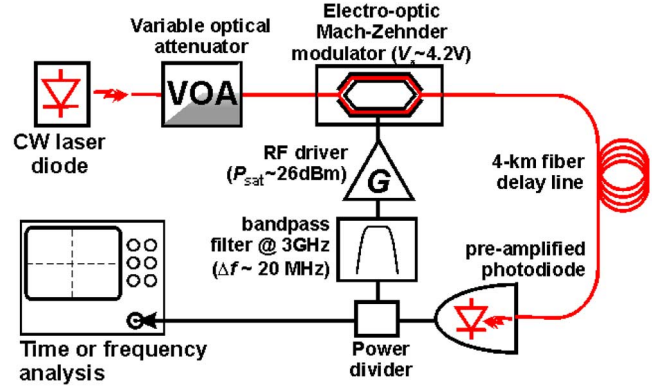 Variable optical
attenuator
Electro-optic
Mach-Zehnder
modulator (Vπ~4.2V)
VOA
CW laser
diode
RF driver
(Psat~26dBm)
G
4-km fiber
delay line
bandpass
filter @ 3GHz
(Δf ~ 20 MHz)
pre-amplified
photodiode
Time or frequency
analysis
Power
divider